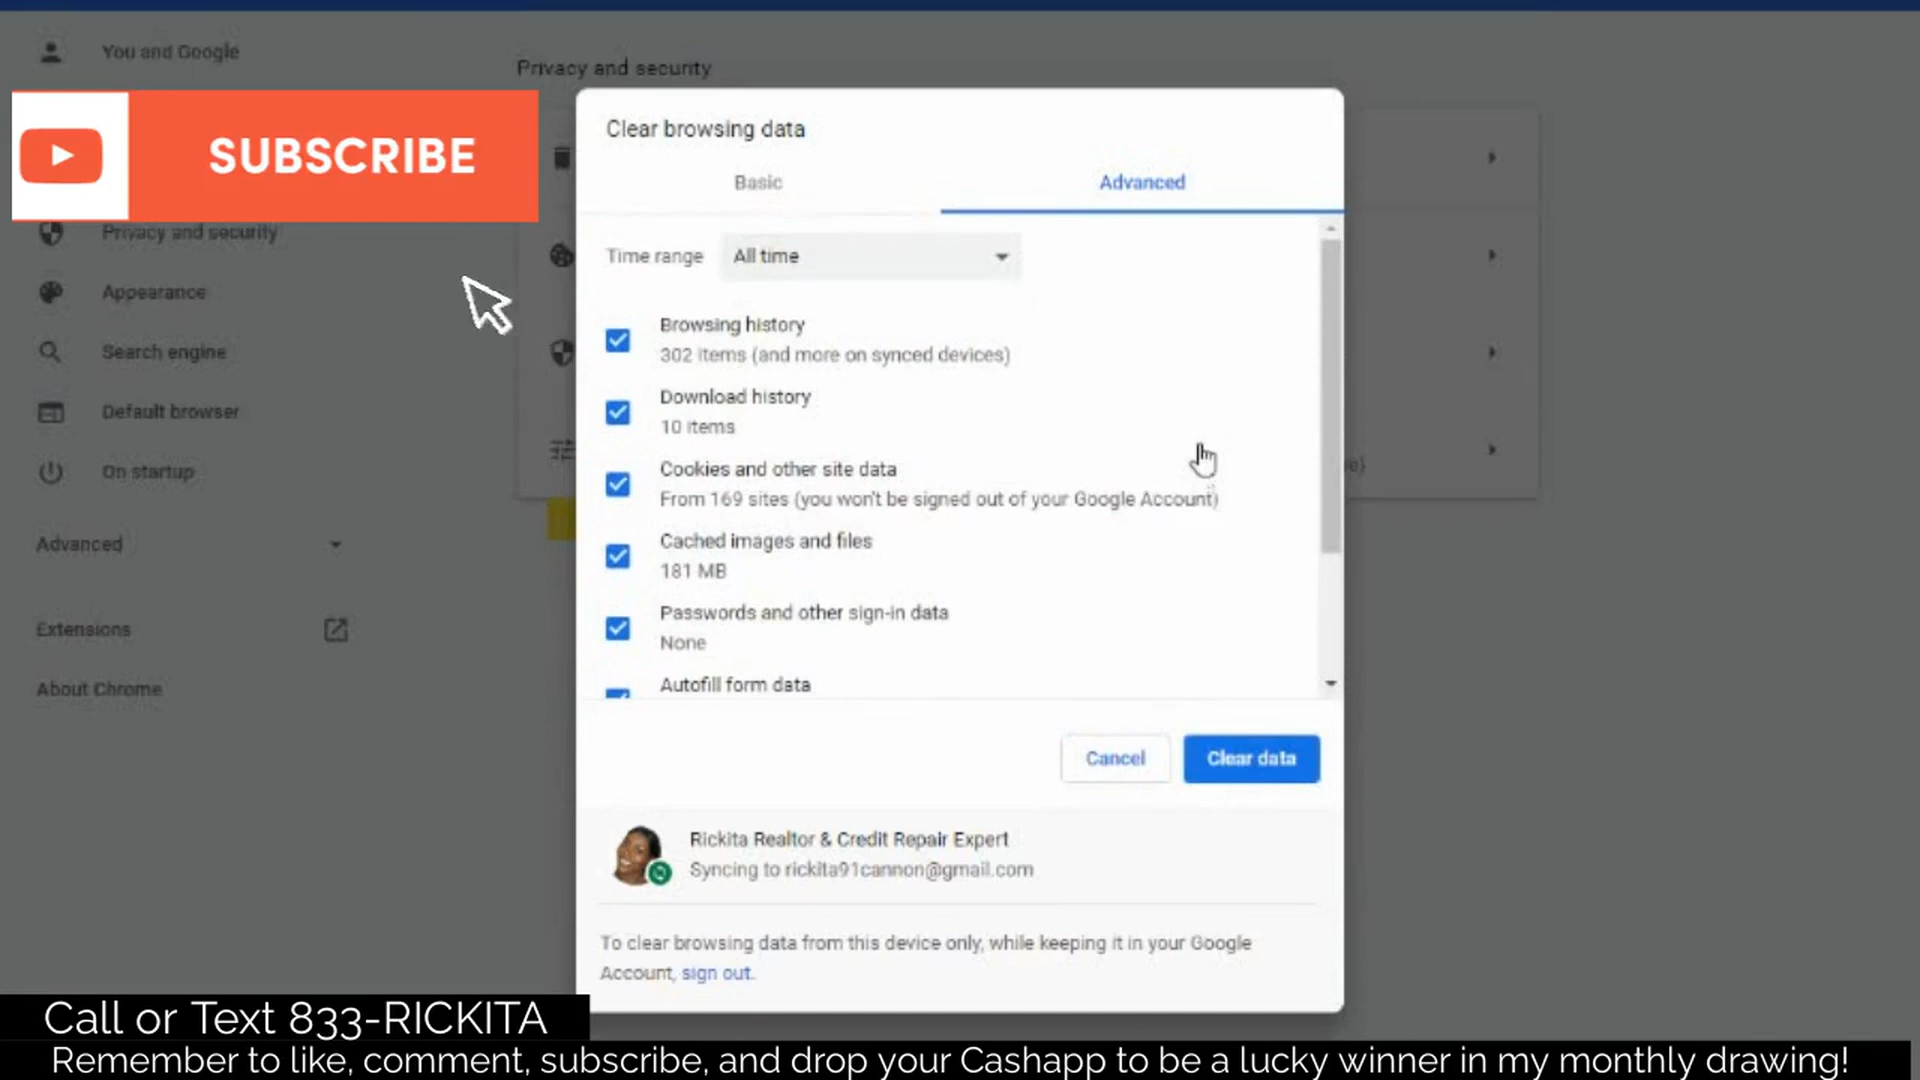 You and Google
Privacy and security
SUBSCRIBE
Privacy and security
Appearance
Search engine
Default browser
On startup
Advanced
Extensions
About Chrome
Clear browsing data
Basic
Advanced
Time range
All time
Browsing history
302 items (and more on synced devices)
Download history
10 items
Cookies and other site data
From 169 sites (you won't be signed out of your Google Account)
Cached images and files
181 MB
Passwords and other sign-in data
None
Autofill form data
Cancel
Clear data
Rickita Realtor & Credit Repair Expert
Syncing to rickita91cannon@gmail.com
To clear browsing data from this device only, while keeping it in your Google
Account, sign out.
Call or Text 833-RICKITA
Remember to like, comment, subscribe, and drop your Cashapp to be a lucky winner in my monthly drawing!